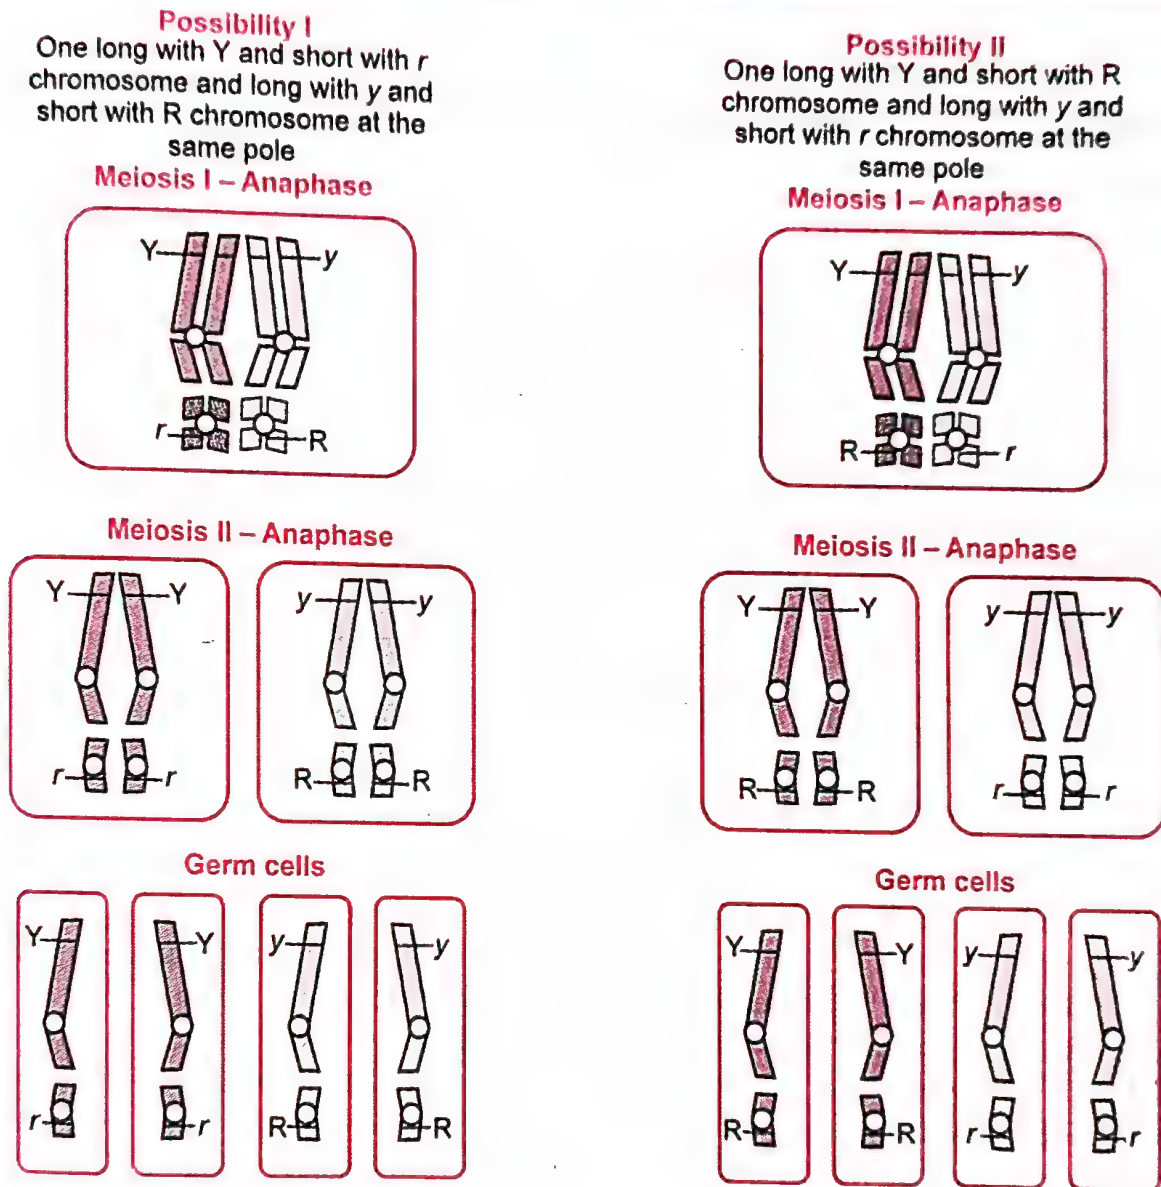 Possibility I
One long with Y and short with r
chromosome and long with y and
short with R chromosome at the
same pole
Meiosis I – Anaphase
Y
y
r
R
Meiosis II – Anaphase
Y
Y
y
y
r
r
R
R
Germ cells
Y
Y
y
y
r
r
R
R
Possibility II
One long with Y and short with R
chromosome and long with y and
short with r chromosome at the
same pole
Meiosis I – Anaphase
Y
y
R
r
Meiosis II – Anaphase
Y
Y
y
y
R
R
r
r
Germ cells
Y
Y
y
y
R
R
r
r